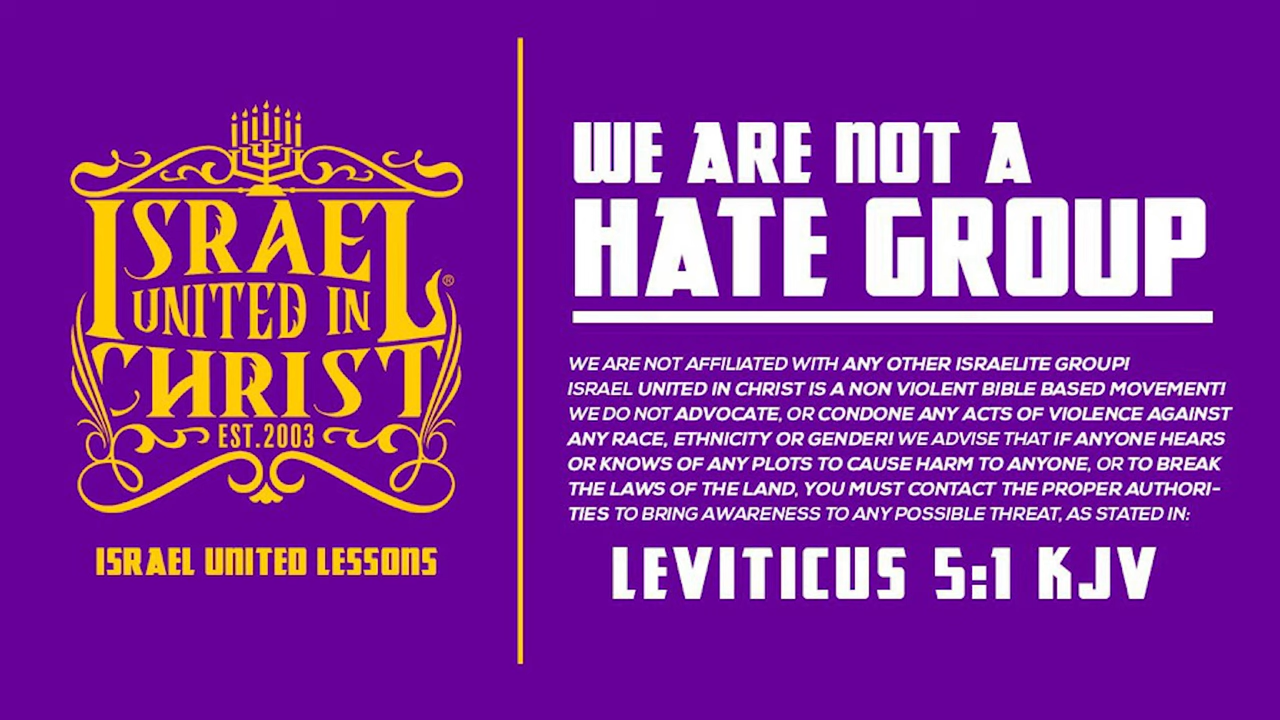 ISRAEL
UNITED IN
CHRIST
®
EST.2003
ISRAEL UNITED LESSONS
WE ARE NOT A
HATE GROUP
WE ARE NOT AFFILIATED WITH ANY OTHER ISRAELITE GROUP!
ISRAEL UNITED IN CHRIST IS A NON VIOLENT BIBLE BASED MOVEMENT!
WE DO NOT ADVOCATE, OR CONDONE ANY ACTS OF VIOLENCE AGAINST
ANY RACE, ETHNICITY OR GENDER! WE ADVISE THAT IF ANYONE HEARS
OR KNOWS OF ANY PLOTS TO CAUSE HARM TO ANYONE, OR TO BREAK
THE LAWS OF THE LAND, YOU MUST CONTACT THE PROPER AUTHORI-
TIES TO BRING AWARENESS TO ANY POSSIBLE THREAT, AS STATED IN:
LEVITICUS 5:1 KJV